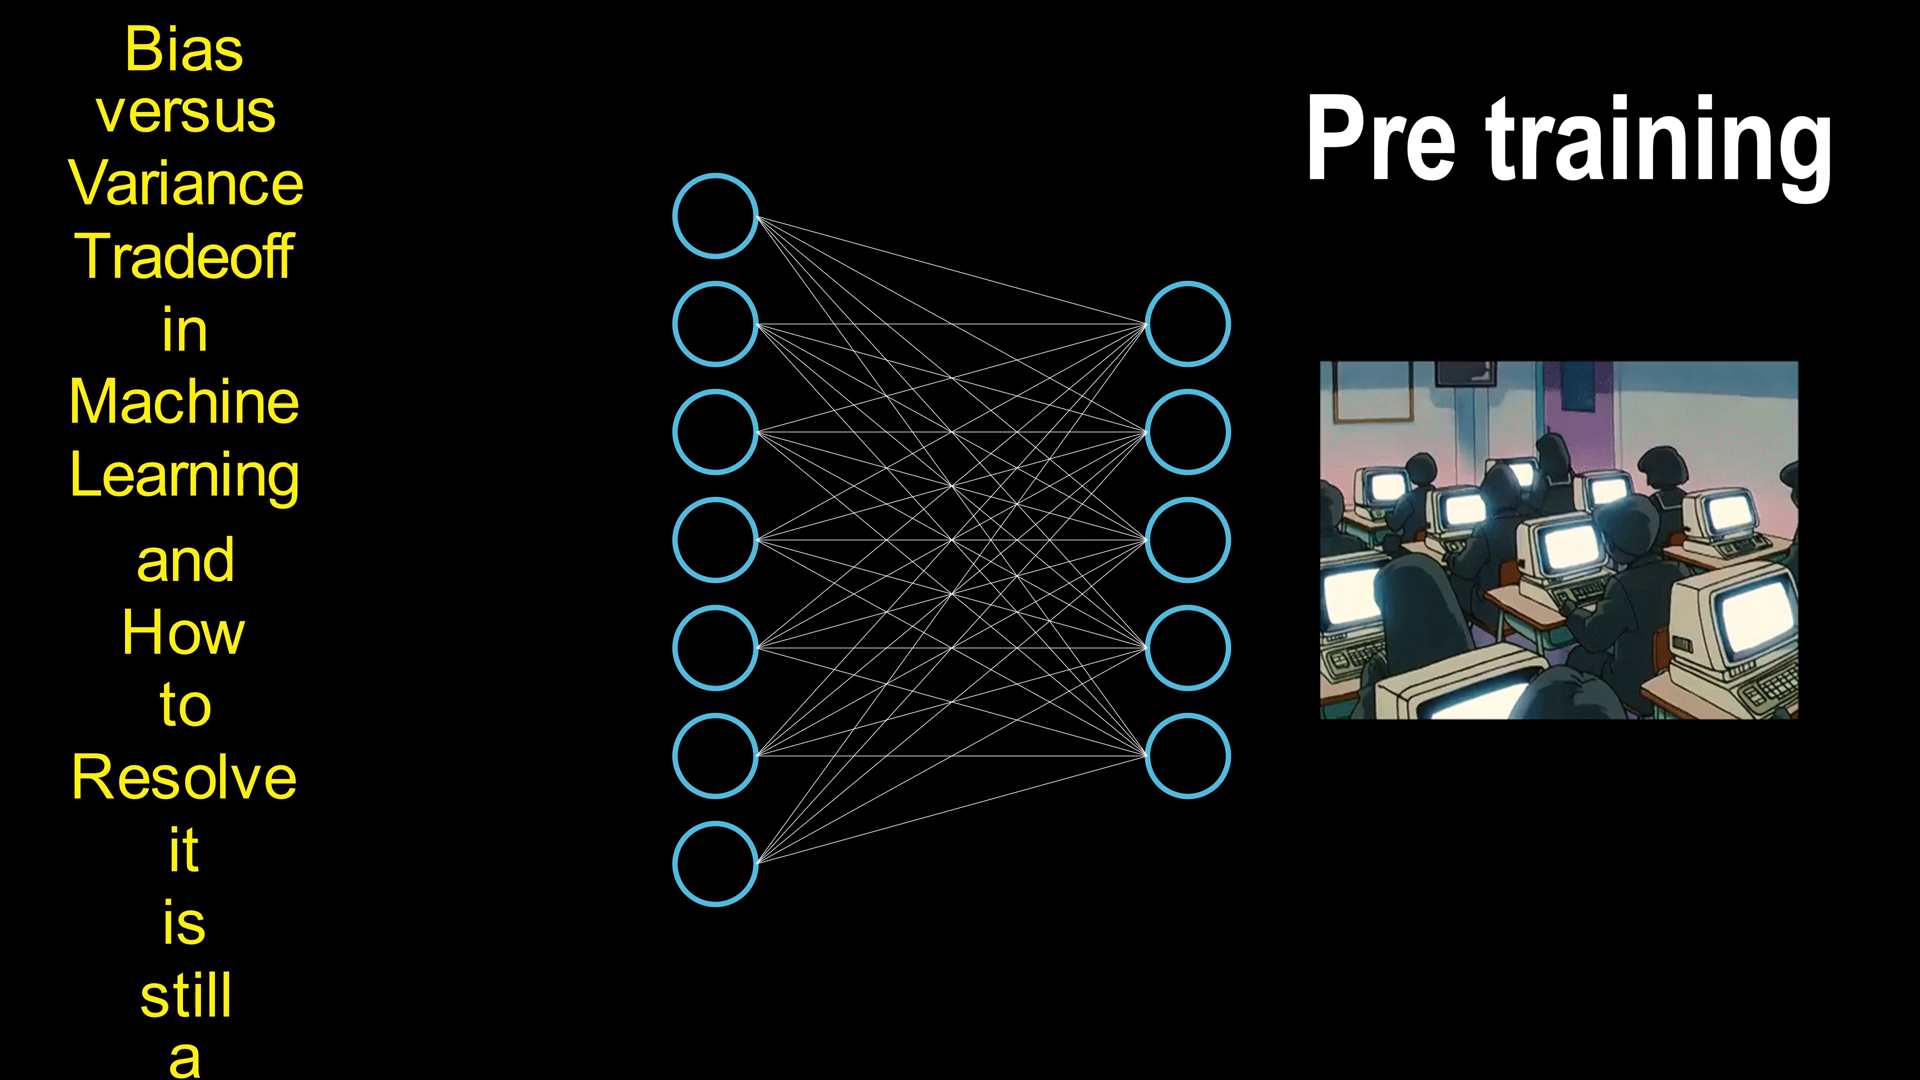 Bias
versus
Variance
Tradeoff
in
Machine
Learning
and
How
to
Resolve
it
is
still
a
Pre training